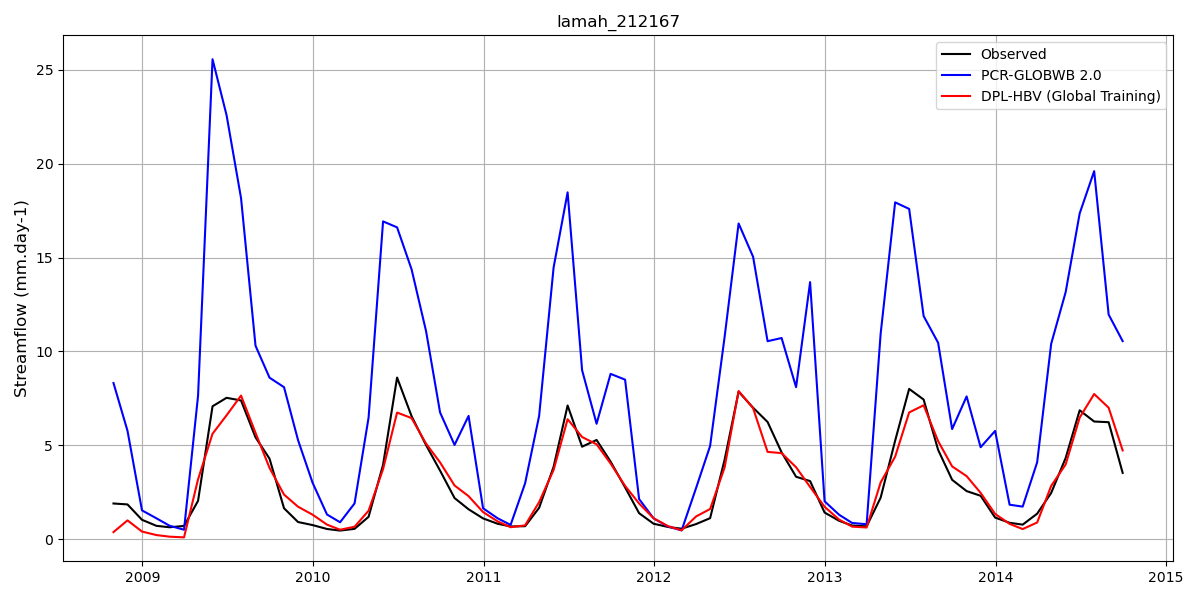 lamah_212167
Streamflow (mm.day-1)
25
20
15
10
5
0
2009
2010
2011
2012
2013
2014
2015
Observed
PCR-GLOBWB 2.0
DPL-HBV (Global Training)